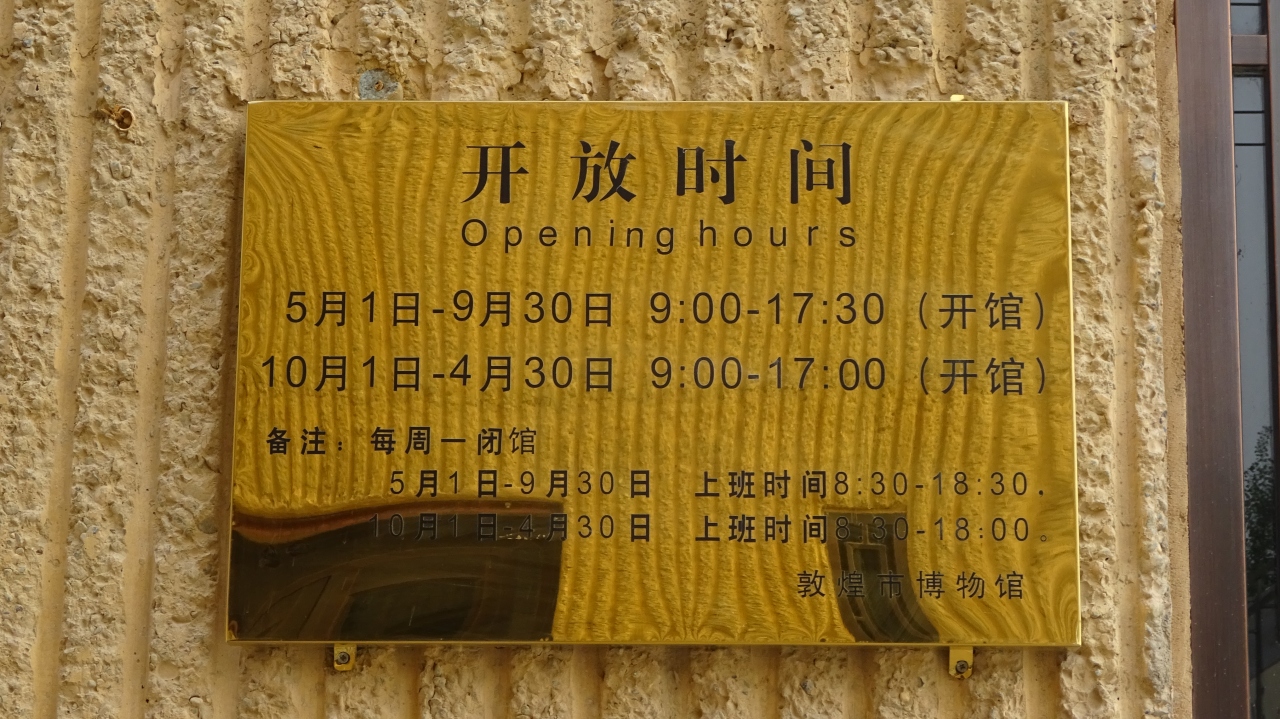 开放时间
Opening hours
5月1日-9月30日 9:00-17:30（开馆）
10月1日-4月30日 9:00-17:00（开馆）
备注：每周一闭馆
5月1日-9月30日 上班时间8:30-18:30.
10月1日-4月30日 上班时间8:30-18:00。
敦煌市博物馆